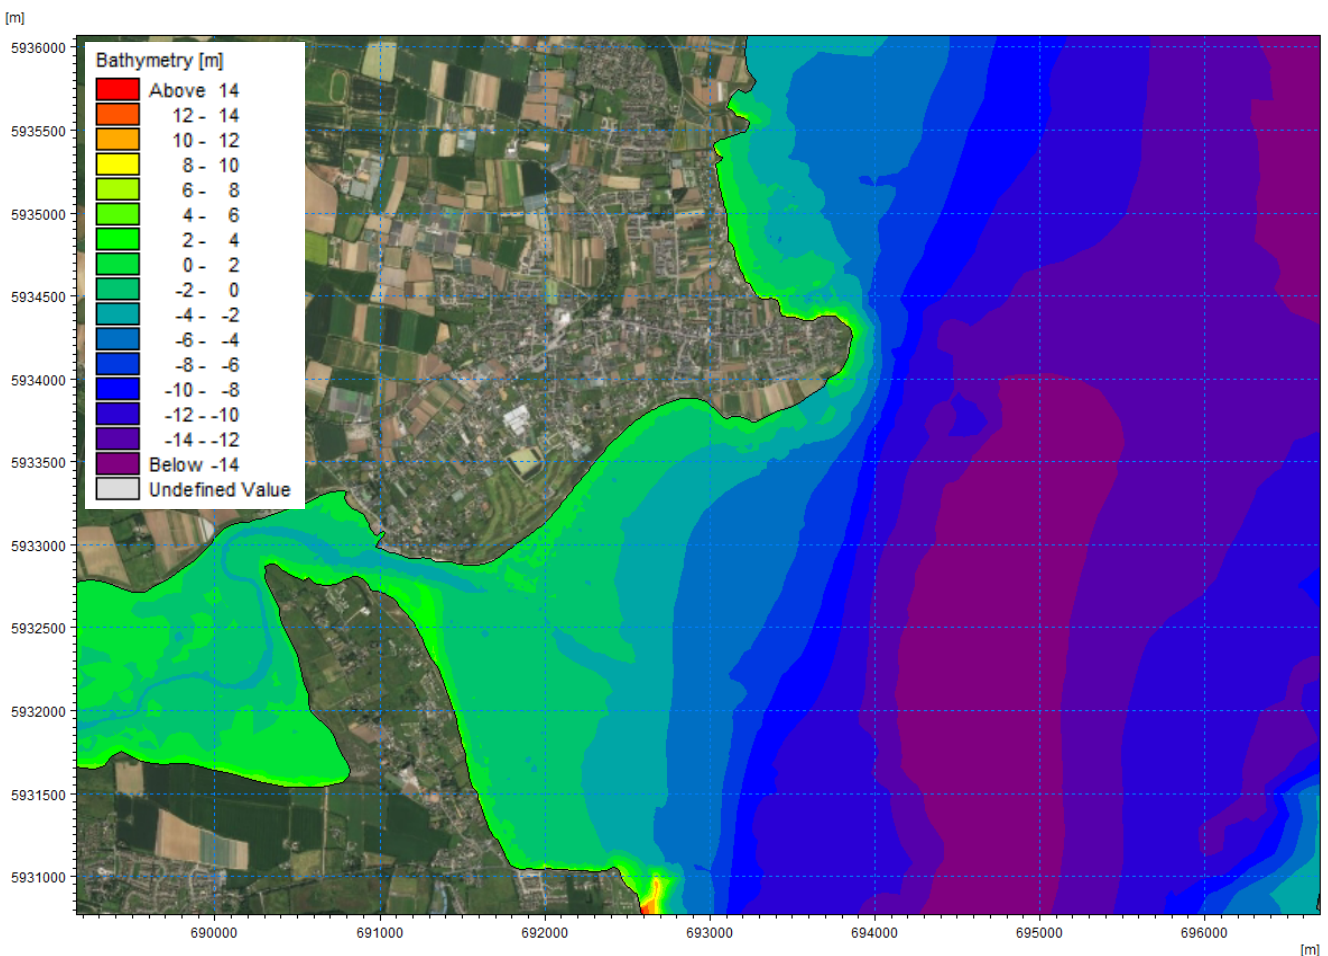 [m]
Bathymetry [m]
Above 14
12 - 14
10 - 12
8 - 10
6 - 8
4 - 6
2 - 4
0 - 2
-2 - 0
-4 - -2
-6 - -4
-8 - -6
-10 - -8
-12 - -10
-14 - -12
Below -14
Undefined Value
5936000
5935500
5935000
5934500
5934000
5933500
5933000
5932500
5932000
5931500
5931000
690000 691000 692000 693000 694000 695000 696000
[m]